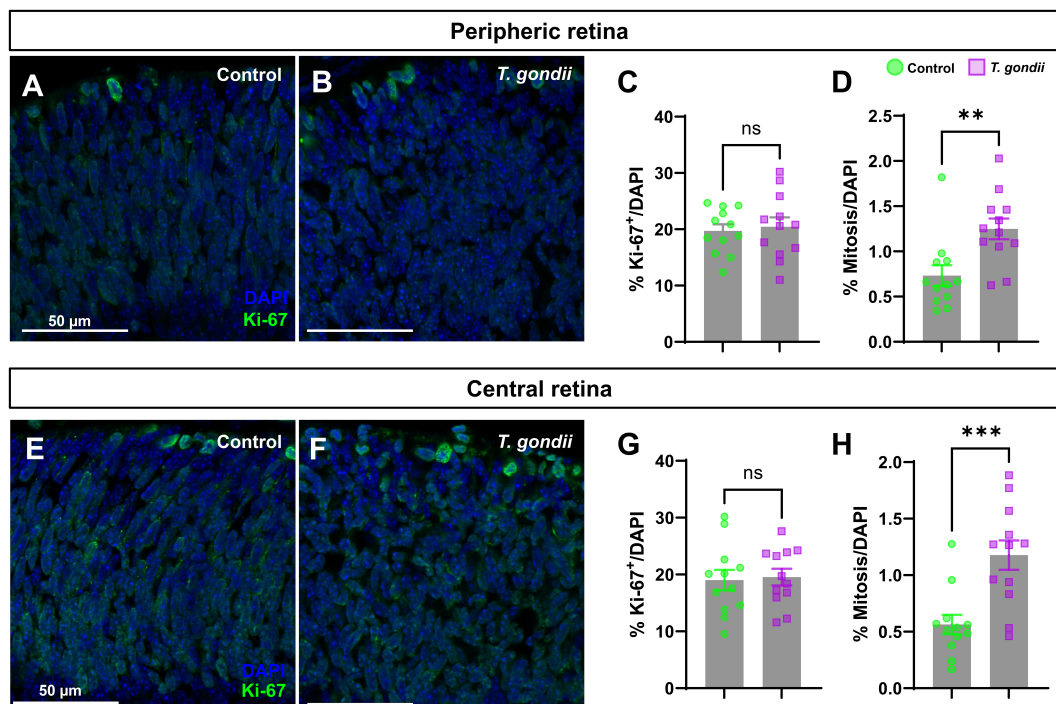 Peripheric retina
A Control
B T. gondii
DAPI
Ki-67
50 µm
C
% Ki-67⁺/DAPI
ns
40
30
20
10
0
Control T. gondii
D
% Mitosis/DAPI
**
2.5
2.0
1.5
1.0
0.5
0.0
Central retina
E Control
F T. gondii
DAPI
Ki-67
50 µm
G
% Ki-67⁺/DAPI
ns
40
30
20
10
0
H
% Mitosis/DAPI
***
2.0
1.5
1.0
0.5
0.0